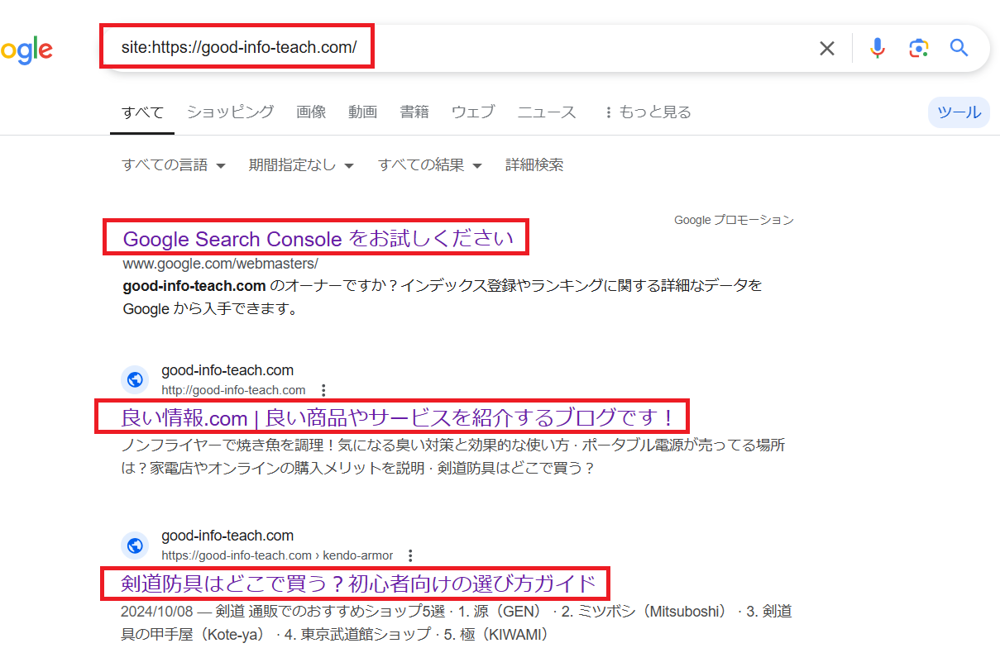 ogle
site:https://good-info-teach.com/
すべて ショッピング 画像 動画 書籍 ウェブ ニュース もっと見る ツール
すべての言語 期間指定なし すべての結果 詳細検索
Google プロモーション
Google Search Console をお試しください
www.google.com/webmasters/
good-info-teach.com のオーナーですか？インデックス登録やランキングに関する詳細なデータを
Google から入手できます。
good-info-teach.com
http://good-info-teach.com
良い情報.com | 良い商品やサービスを紹介するブログです！
ノンフライヤーで焼き魚を調理！気になる臭い対策と効果的な使い方 · ポータブル電源が売ってる場所
は？家電店やオンラインの購入メリットを説明 · 剣道防具はどこで買う？
good-info-teach.com
https://good-info-teach.com › kendo-armor
剣道防具はどこで買う？初心者向けの選び方ガイド
2024/10/08 — 剣道 通販でのおすすめショップ5選 · 1. 源（GEN） · 2. ミツボシ（Mitsuboshi） · 3. 剣道
具の甲手屋（Kote-ya） · 4. 東京武道館ショップ · 5. 極（KIWAMI）